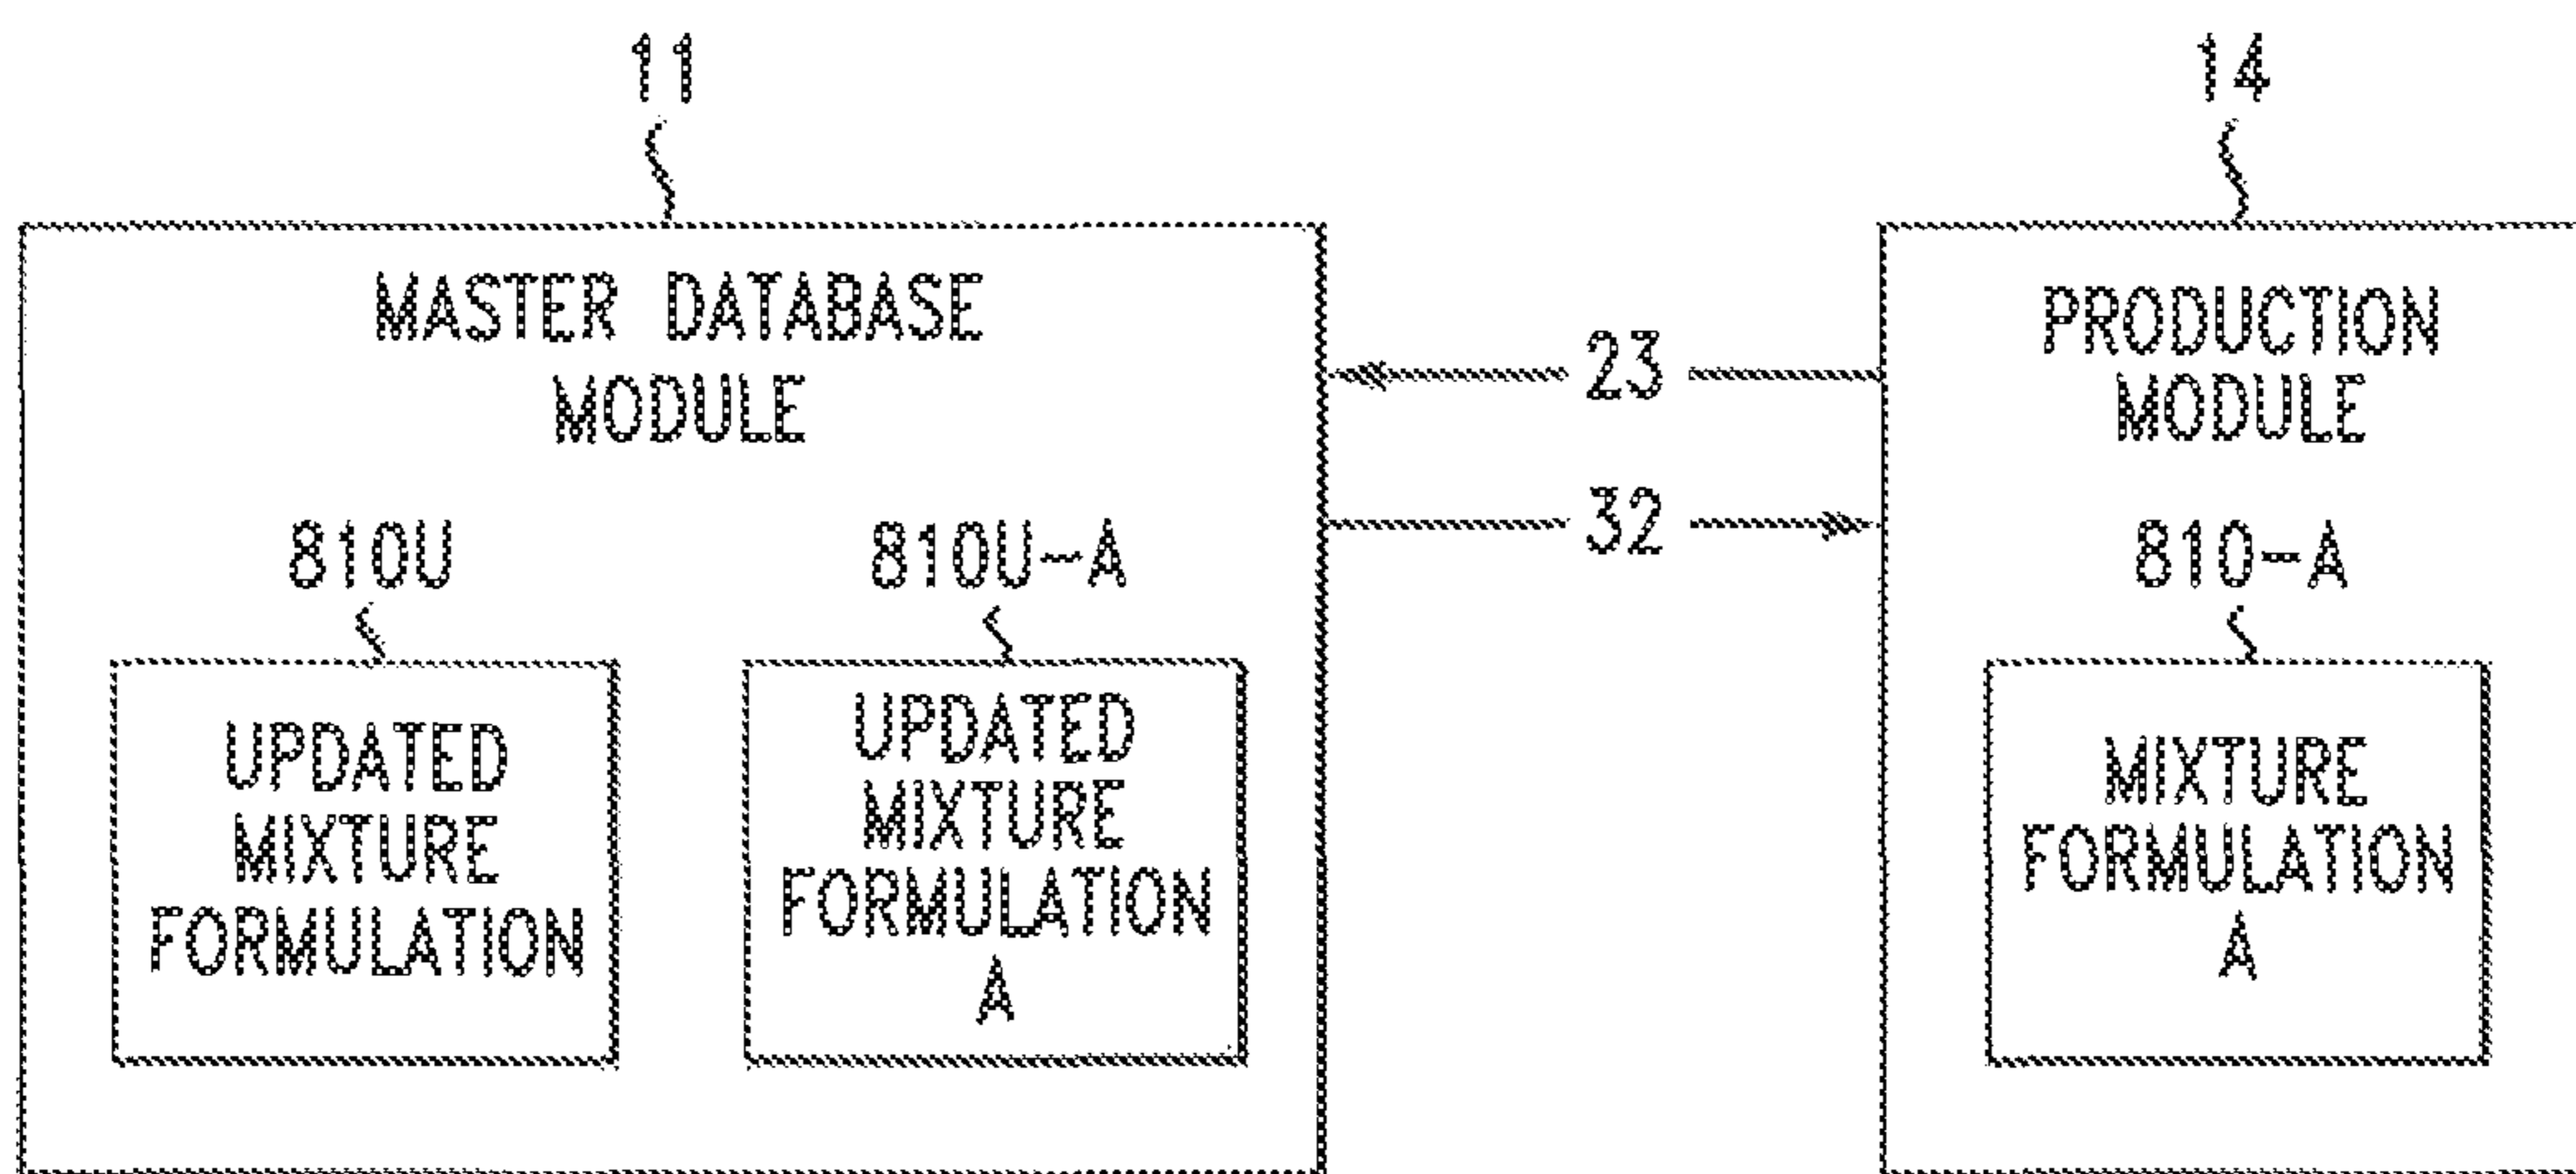 11
14
MASTER DATABASE
MODULE
PRODUCTION
MODULE
23
32
810U
810U-A
810-A
UPDATED
MIXTURE
FORMULATION
UPDATED
MIXTURE
FORMULATION
A
MIXTURE
FORMULATION
A